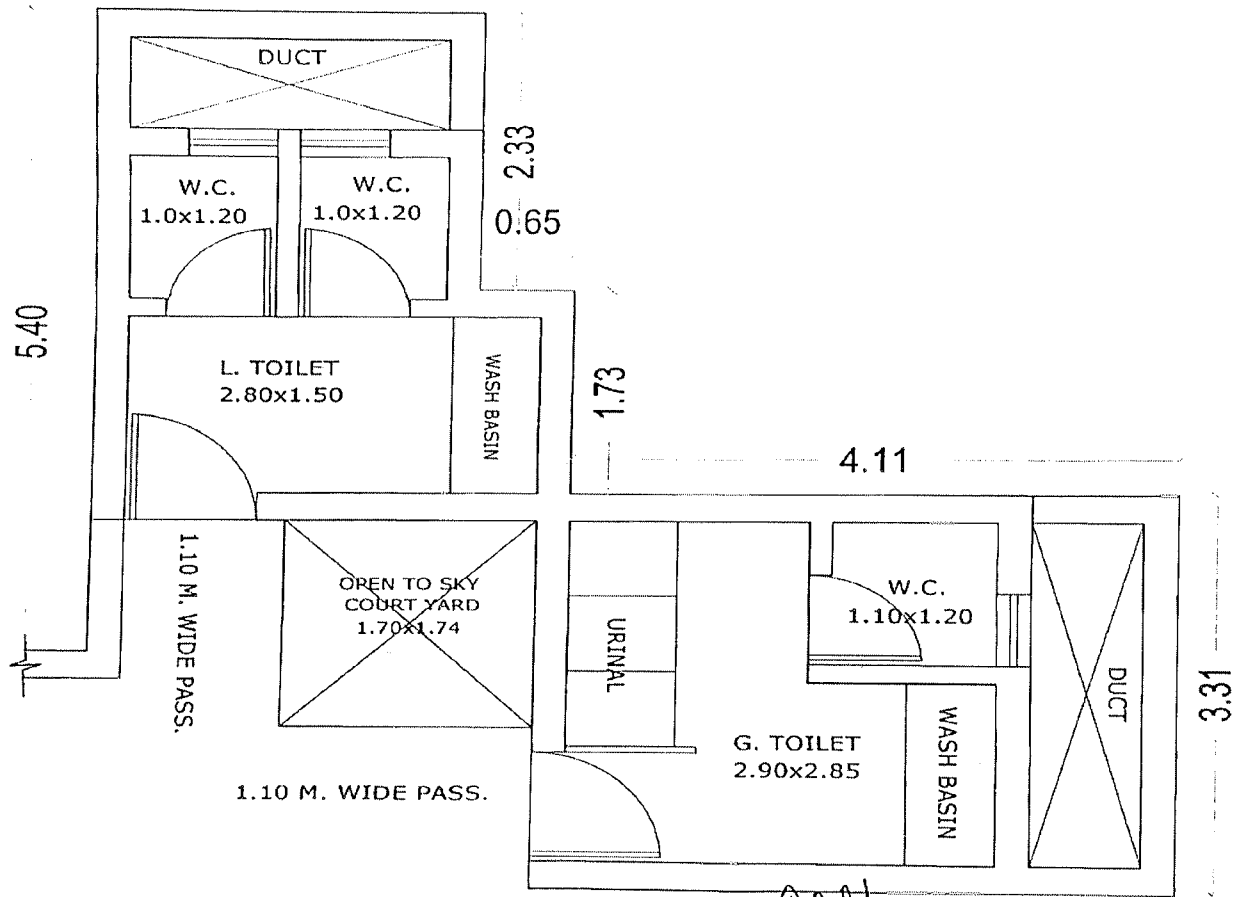 DUCT
2.33
W.C.
1.0x1.20
W.C.
1.0x1.20
0.65
5.40
L. TOILET
2.80x1.50
WASH BASIN
1.73
4.11
1.10 M. WIDE PASS.
OPEN TO SKY
COURT YARD
1.70x1.74
URINAL
W.C.
1.10x1.20
DUCT
3.31
G. TOILET
2.90x2.85
WASH BASIN
1.10 M. WIDE PASS.